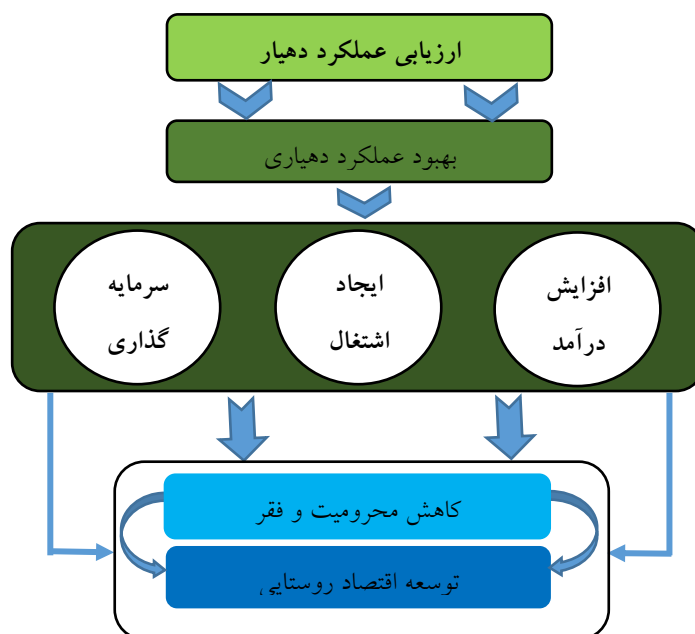 ارزیابی عملکرد دهیار
بهبود عملکرد دهیاری
افزایش
درآمد
ایجاد
اشتغال
سرمایه
گذاری
کاهش محرومیت و فقر
توسعه اقتصاد روستایی